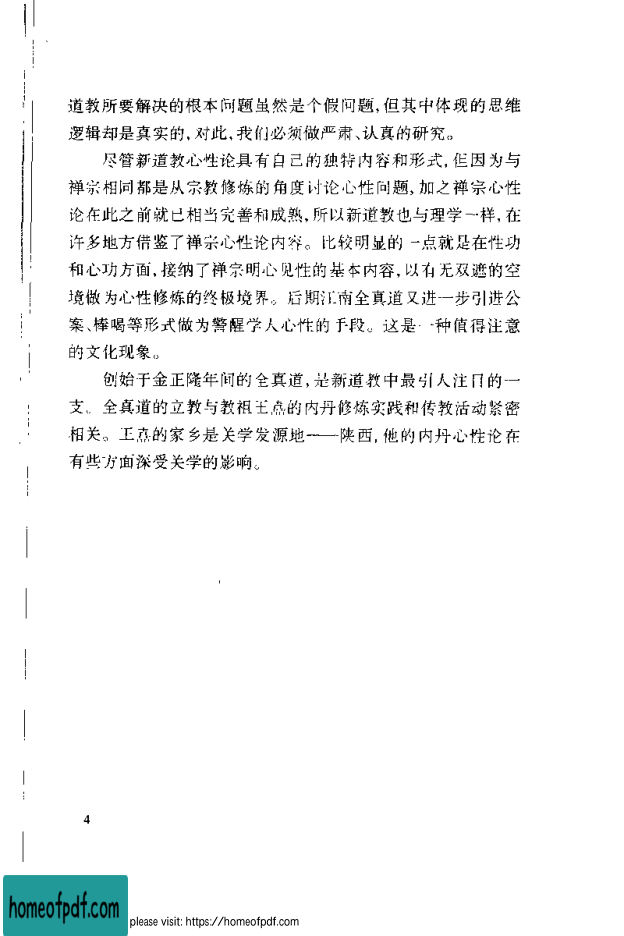 道教所要解决的根本问题虽然是个假问题,但其中体现的思维
逻辑却是真实的,对此,我们必须做严肃、认真的研究。
尽管新道教心性论具有自己的独特内容和形式,但因为与
禅宗相同都是从宗教修炼的角度讨论心性问题,加之禅宗心性
论在此之前就已相当完善和成熟,所以新道教也与理学一样,在
许多地方借鉴了禅宗心性论内容。比较明显的一点就是在性功
和心功方面,接纳了禅宗明心见性的基本内容,以有无双遮的空
境做为心性修炼的终极境界。后期江南全真道又进一步引进公
案、棒喝等形式做为警醒学人心性的手段。这是一种值得注意
的文化现象。
创始于金正隆年间的全真道,是新道教中最引人注目的一
支。全真道的立教与教祖王嚞的内丹修炼实践和传教活动紧密
相关。王嚞的家乡是关学发源地——陕西,他的内丹心性论在
有些方面深受关学的影响。
4
homeofpdf.com
please visit: https://homeofpdf.com